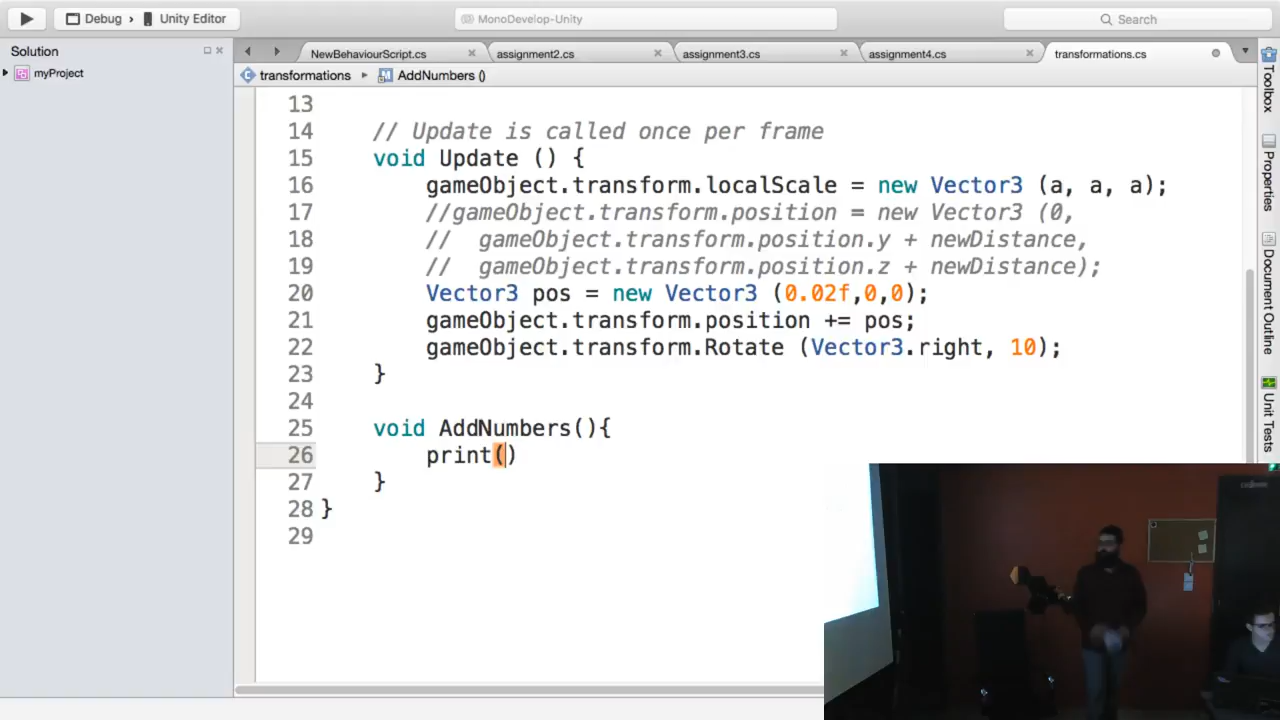 Debug
Unity Editor
MonoDevelop-Unity
Search
Solution
myProject
NewBehaviourScript.cs
assignment2.cs
assignment3.cs
assignment4.cs
transformations.cs
transformations
AddNumbers ()
13
14 // Update is called once per frame
15 void Update () {
16 gameObject.transform.localScale = new Vector3 (a, a, a);
17 //gameObject.transform.position = new Vector3 (0,
18 // gameObject.transform.position.y + newDistance,
19 // gameObject.transform.position.z + newDistance);
20 Vector3 pos = new Vector3 (0.02f,0,0);
21 gameObject.transform.position += pos;
22 gameObject.transform.Rotate (Vector3.right, 10);
23 }
24
25 void AddNumbers(){
26 print()
27 }
28 }
29
Toolbox
Properties
Document Outline
Unit Tests